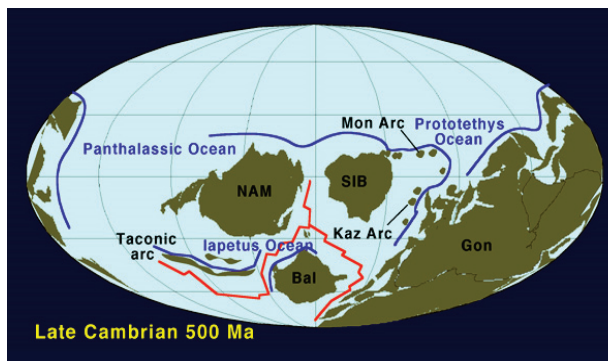 Mon Arc
Prototethys
Ocean
Panthalassic Ocean
NAM
SIB
Kaz Arc
Taconic
arc
Iapetus Ocean
Gon
Bal
Late Cambrian 500 Ma